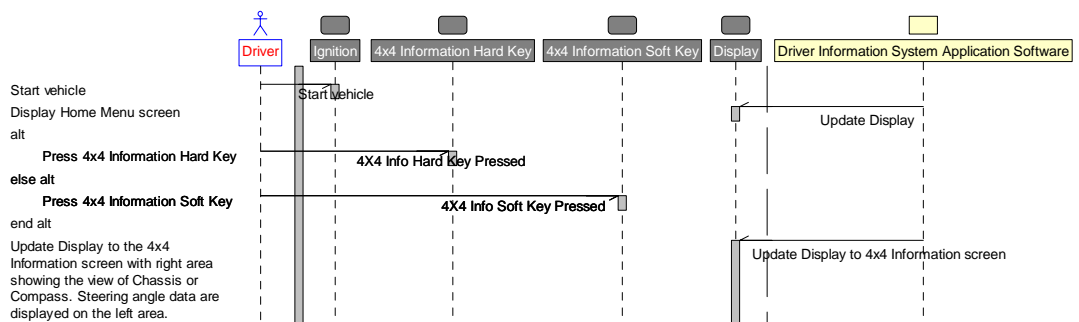 Driver
Ignition
4x4 Information Hard Key
4x4 Information Soft Key
Display
Driver Information System Application Software
Start vehicle
Start vehicle
Display Home Menu screen
Update Display
alt
Press 4x4 Information Hard Key
4X4 Info Hard Key Pressed
else alt
Press 4x4 Information Soft Key
4X4 Info Soft Key Pressed
end alt
Update Display to the 4x4
Information screen with right area
showing the view of Chassis or
Compass. Steering angle data are
displayed on the left area.
Update Display to 4x4 Information screen